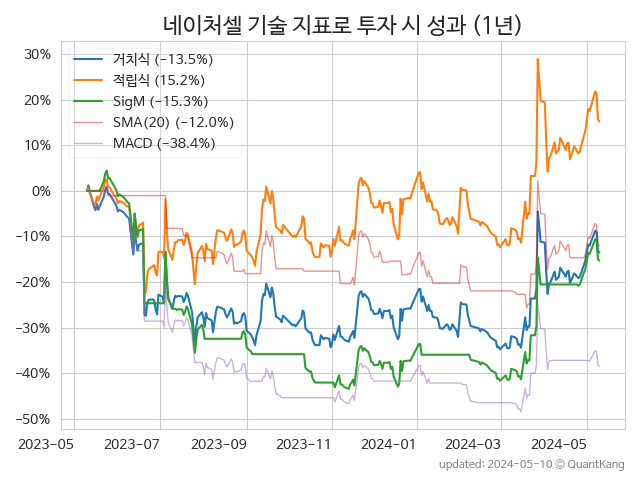 네이처셀 기술 지표로 투자 시 성과 (1년)
거치식 (−13.5%)
적립식 (15.2%)
SigM (−15.3%)
SMA(20) (−12.0%)
MACD (−38.4%)
30%
20%
10%
0%
−10%
−20%
−30%
−40%
−50%
2023-05 2023-07 2023-09 2023-11 2024-01 2024-03 2024-05
updated: 2024-05-10 © QuantKang